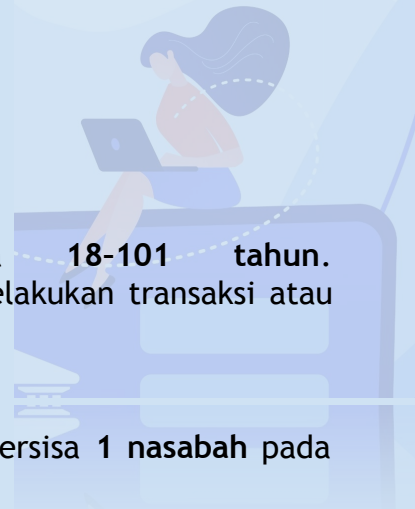 18-101 tahun.
elakukan transaksi atau
ersisa 1 nasabah pada